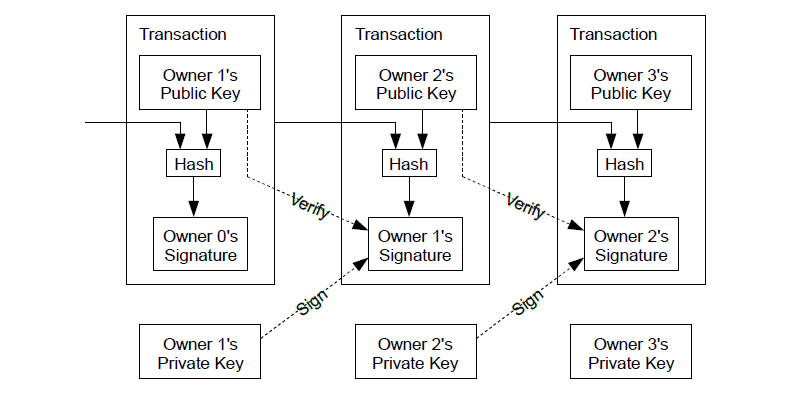 Transaction
Transaction
Transaction
Owner 1's
Public Key
Owner 2's
Public Key
Owner 3's
Public Key
Hash
Hash
Hash
Verify
Verify
Owner 0's
Signature
Owner 1's
Signature
Owner 2's
Signature
Sign
Sign
Owner 1's
Private Key
Owner 2's
Private Key
Owner 3's
Private Key